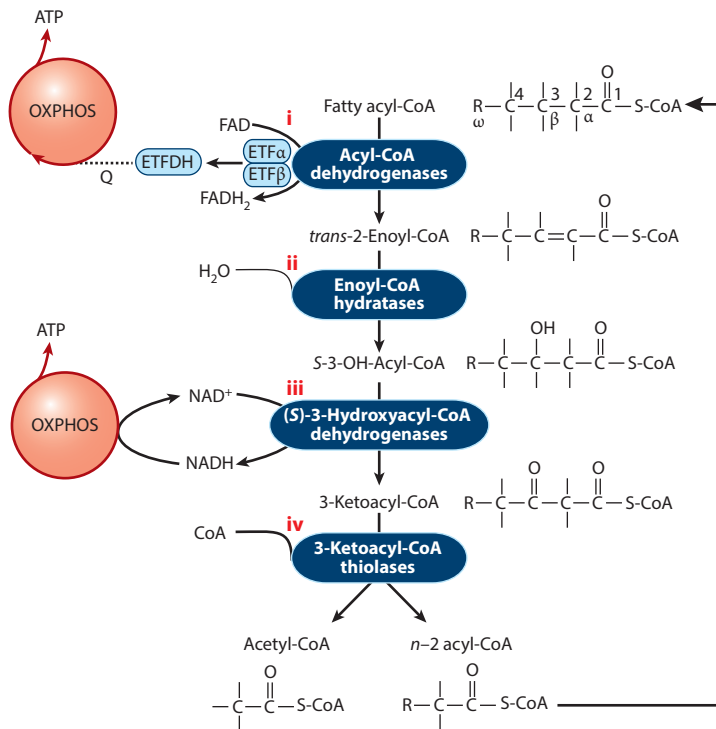 ATP
OXPHOS
FAD
i
ETFα
ETFβ
ETFDH
Q
FADH2
Fatty acyl-CoA
Acyl-CoA
dehydrogenases
O
4 3 2 1
R—C—C—C—C—S-CoA
ω β α
trans-2-Enoyl-CoA
O
R—C—C=C—C—S-CoA
H2O
ii
Enoyl-CoA
hydratases
S-3-OH-Acyl-CoA
OH O
R—C—C—C—C—S-CoA
ATP
OXPHOS
NAD+
NADH
iii
(S)-3-Hydroxyacyl-CoA
dehydrogenases
3-Ketoacyl-CoA
O O
R—C—C—C—C—S-CoA
CoA
iv
3-Ketoacyl-CoA
thiolases
Acetyl-CoA
O
—C—C—S-CoA
n–2 acyl-CoA
O
R—C—C—S-CoA